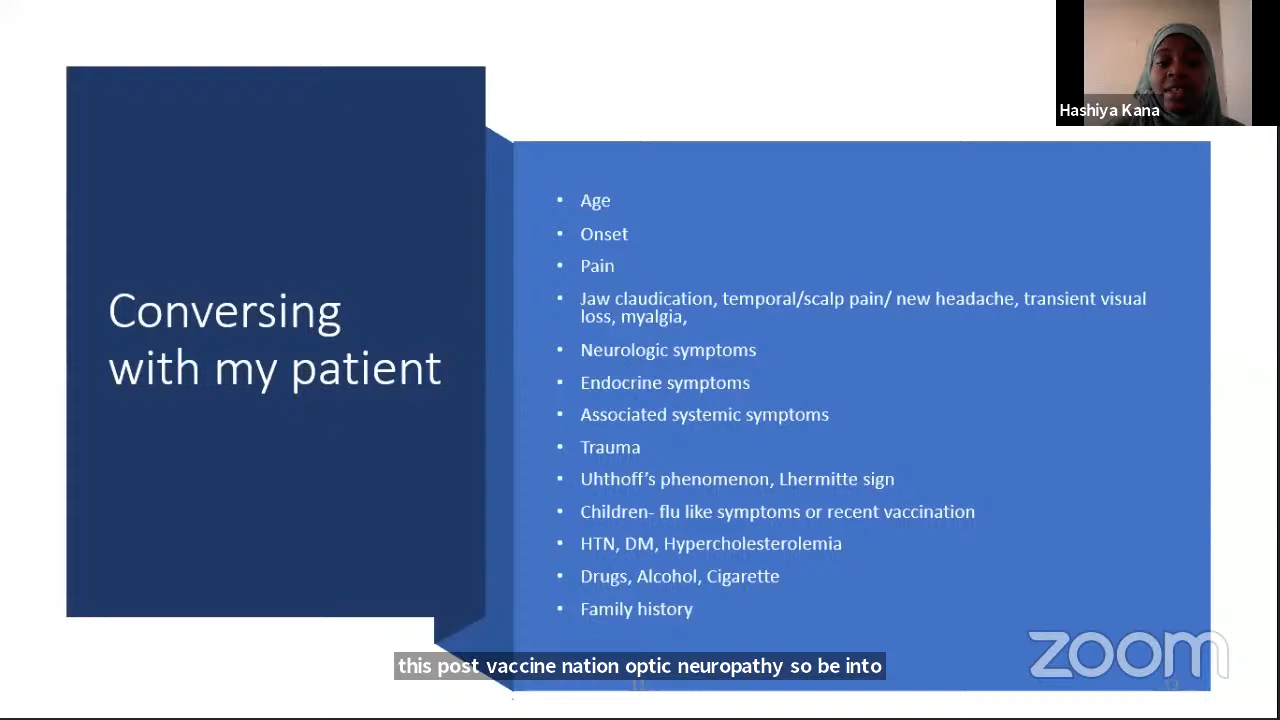 Hashiya Kana
Conversing
with my patient
• Age
• Onset
• Pain
• Jaw claudication, temporal/scalp pain/ new headache, transient visual
loss, myalgia,
• Neurologic symptoms
• Endocrine symptoms
• Associated systemic symptoms
• Trauma
• Uhthoff's phenomenon, Lhermitte sign
• Children- flu like symptoms or recent vaccination
• HTN, DM, Hypercholesterolemia
• Drugs, Alcohol, Cigarette
• Family history
zoom
this post vaccine nation optic neuropathy so be into